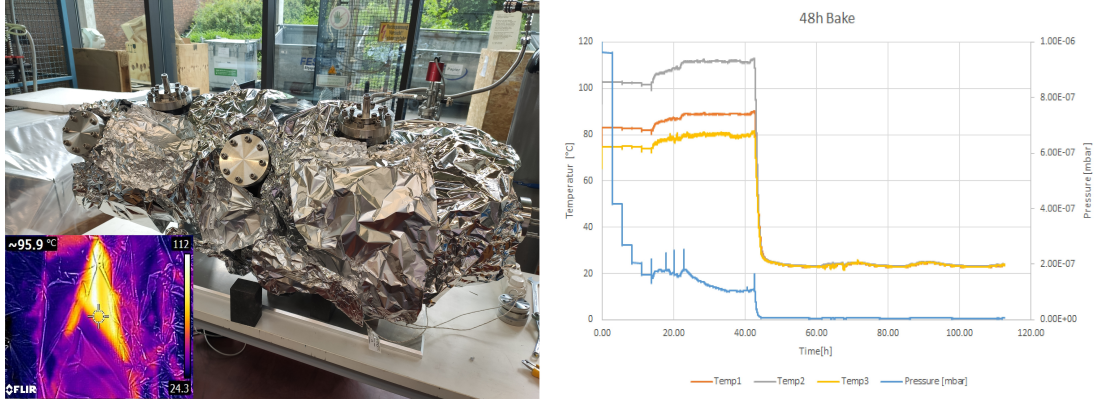 ~95.9 °C
112
24.3
FLIR
48h Bake
120
100
80
60
40
20
0
Temperatur [°C]
1.00E-06
8.00E-07
6.00E-07
4.00E-07
2.00E-07
0.00E+00
Pressure [mbar]
0.00
20.00
40.00
60.00
80.00
100.00
120.00
Time[h]
Temp1
Temp2
Temp3
Pressure [mbar]